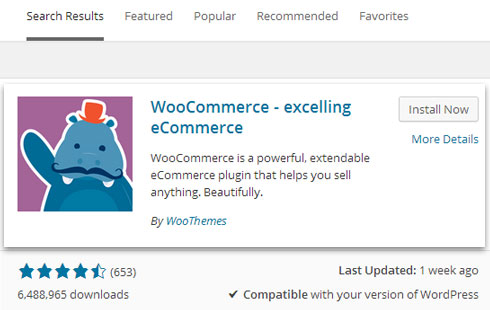 Search Results Featured Popular Recommended Favorites
WooCommerce - excelling
eCommerce
Install Now
More Details
WooCommerce is a powerful, extendable
eCommerce plugin that helps you sell
anything. Beautifully.
By WooThemes
(653)
Last Updated: 1 week ago
6,488,965 downloads
✔ Compatible with your version of WordPress